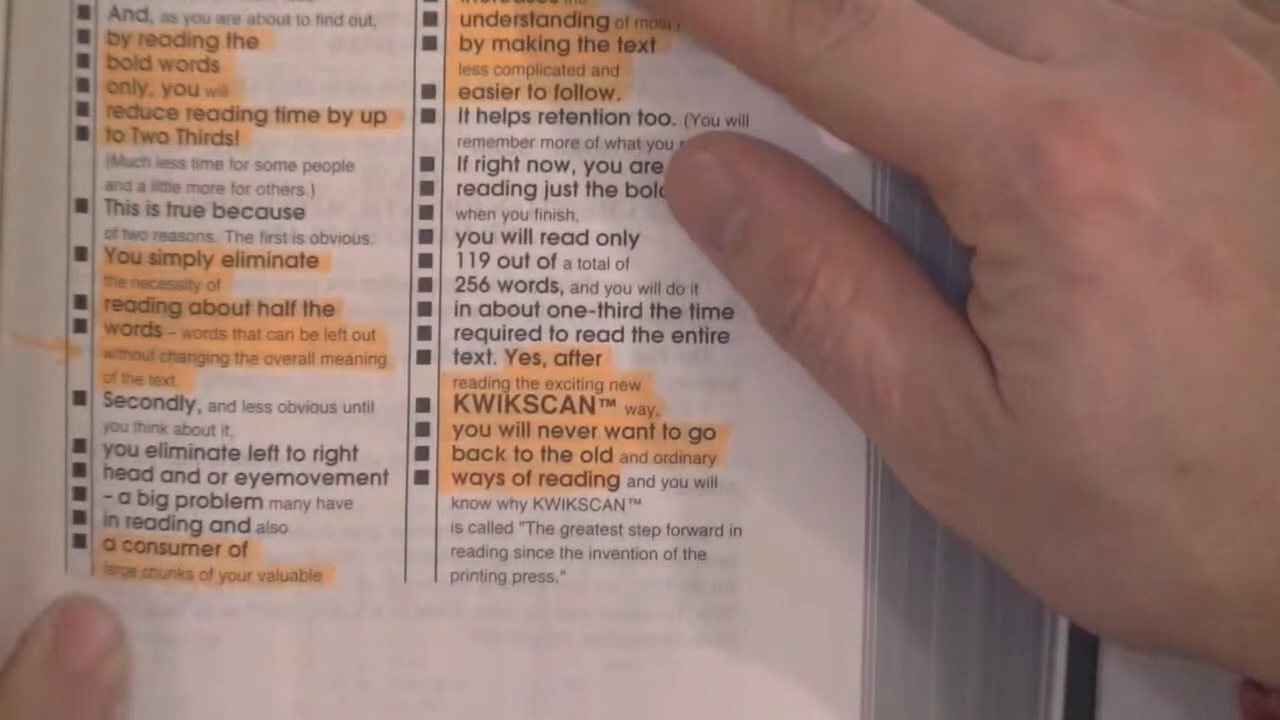 And, as you are about to find out,
by reading the
bold words
only, you will
reduce reading time by up
to Two Thirds!
(Much less time for some people
and a little more for others.)
This is true because
of two reasons. The first is obvious.
You simply eliminate
the necessity of
reading about half the
words – words that can be left out
without changing the overall meaning
of the text.
Secondly, and less obvious until
you think about it,
you eliminate left to right
head and or eyemovement
– a big problem many have
in reading and also
a consumer of
large chunks of your valuable
understanding of most
by making the text
less complicated and
easier to follow.
It helps retention too. (You will
remember more of what you
If right now, you are
reading just the bold
when you finish,
you will read only
119 out of a total of
256 words, and you will do it
in about one-third the time
required to read the entire
text. Yes, after
reading the exciting new
KWIKSCAN™ way,
you will never want to go
back to the old and ordinary
ways of reading and you will
know why KWIKSCAN™
is called "The greatest step forward in
reading since the invention of the
printing press."